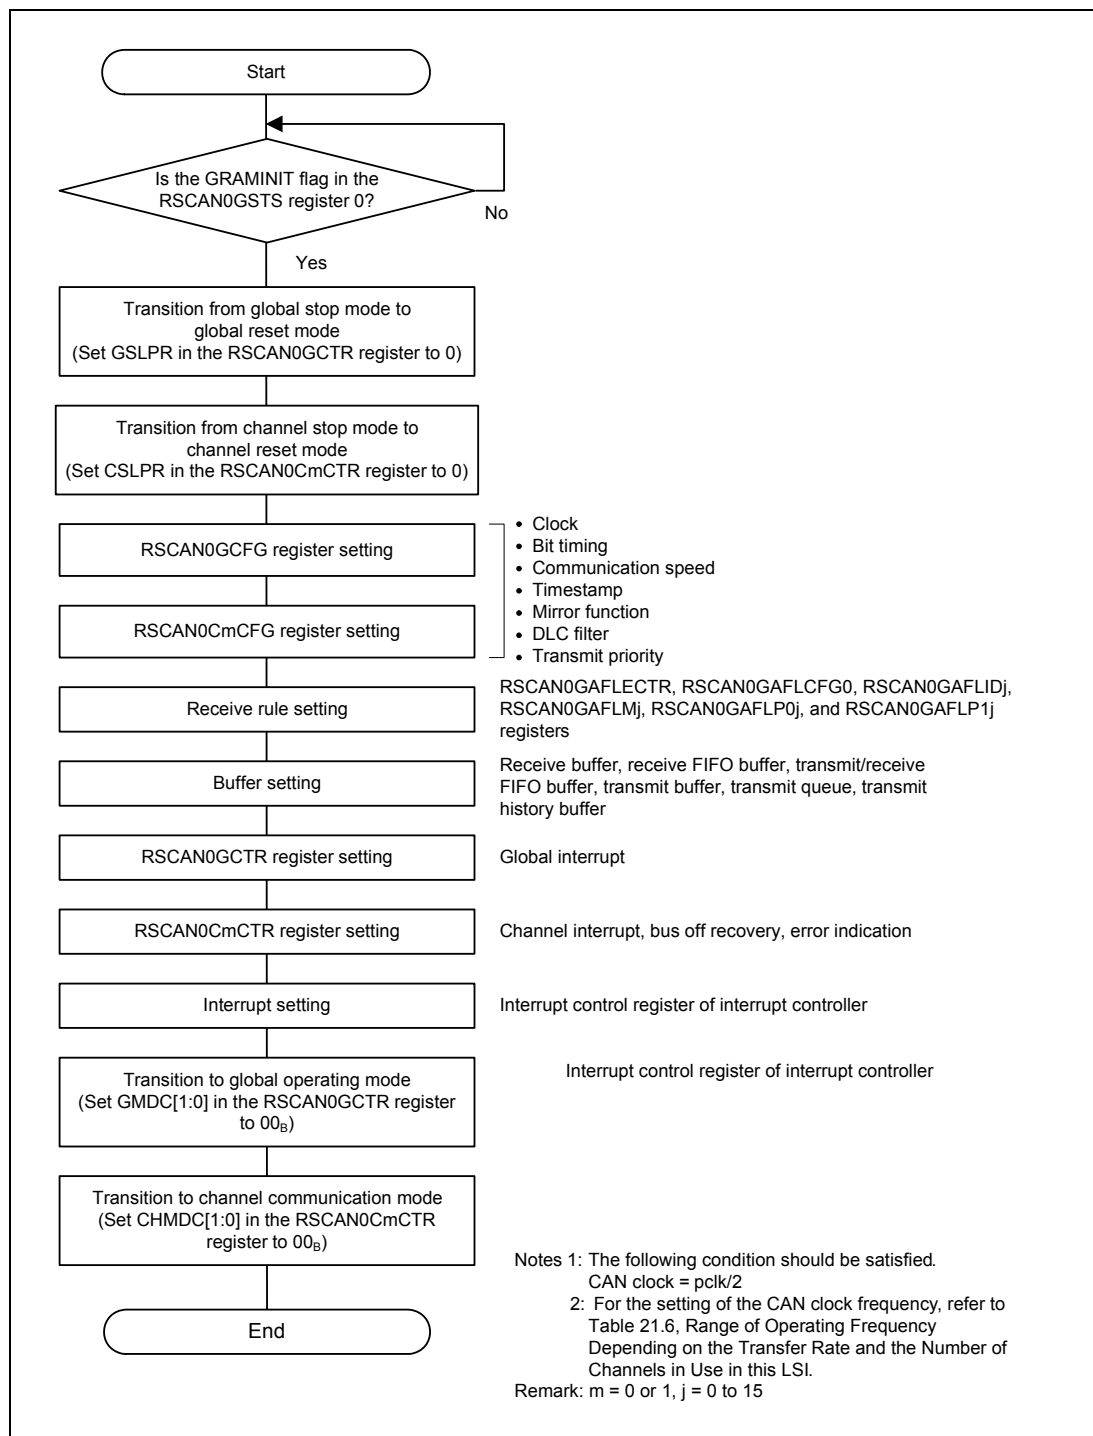 Start
Is the GRAMINIT flag in the
RSCAN0GSTS register 0?
No
Yes
Transition from global stop mode to
global reset mode
(Set GSLPR in the RSCAN0GCTR register to 0)
Transition from channel stop mode to
channel reset mode
(Set CSLPR in the RSCAN0CmCTR register to 0)
RSCAN0GCFG register setting
RSCAN0CmCFG register setting
• Clock
• Bit timing
• Communication speed
• Timestamp
• Mirror function
• DLC filter
• Transmit priority
Receive rule setting
RSCAN0GAFLECTR, RSCAN0GAFLCFG0, RSCAN0GAFLIDj,
RSCAN0GAFLMj, RSCAN0GAFLP0j, and RSCAN0GAFLP1j
registers
Buffer setting
Receive buffer, receive FIFO buffer, transmit/receive
FIFO buffer, transmit buffer, transmit queue, transmit
history buffer
RSCAN0GCTR register setting
Global interrupt
RSCAN0CmCTR register setting
Channel interrupt, bus off recovery, error indication
Interrupt setting
Interrupt control register of interrupt controller
Transition to global operating mode
(Set GMDC[1:0] in the RSCAN0GCTR register
to 00B)
Interrupt control register of interrupt controller
Transition to channel communication mode
(Set CHMDC[1:0] in the RSCAN0CmCTR
register to 00B)
End
Notes 1: The following condition should be satisfied.
CAN clock = pclk/2
2: For the setting of the CAN clock frequency, refer to
Table 21.6, Range of Operating Frequency
Depending on the Transfer Rate and the Number of
Channels in Use in this LSI.
Remark: m = 0 or 1, j = 0 to 15